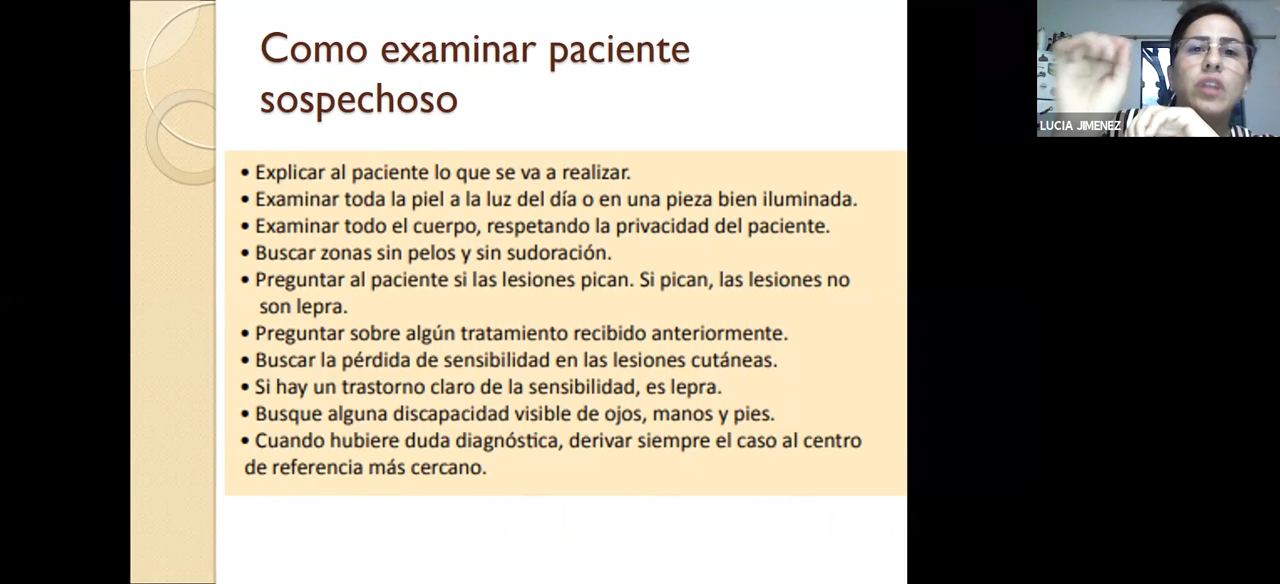 Como examinar paciente
sospechoso
• Explicar al paciente lo que se va a realizar.
• Examinar toda la piel a la luz del día o en una pieza bien iluminada.
• Examinar todo el cuerpo, respetando la privacidad del paciente.
• Buscar zonas sin pelos y sin sudoración.
• Preguntar al paciente si las lesiones pican. Si pican, las lesiones no
son lepra.
• Preguntar sobre algún tratamiento recibido anteriormente.
• Buscar la pérdida de sensibilidad en las lesiones cutáneas.
• Si hay un trastorno claro de la sensibilidad, es lepra.
• Busque alguna discapacidad visible de ojos, manos y pies.
• Cuando hubiere duda diagnóstica, derivar siempre el caso al centro
de referencia más cercano.
LUCIA JIMENEZ